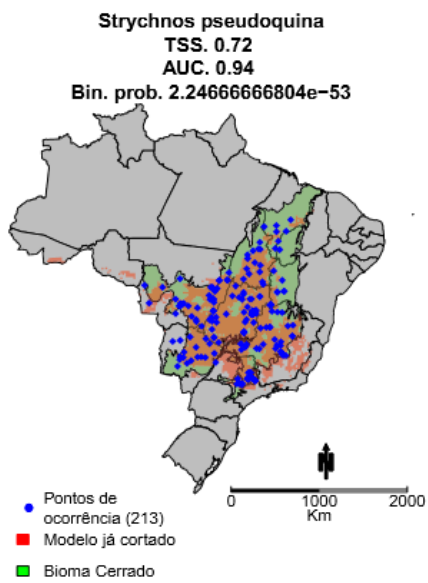 Strychnos pseudoquina
TSS. 0.72
AUC. 0.94
Bin. prob. 2.24666666804e−53
N
0 1000 2000
Km
Pontos de
ocorrência (213)
Modelo já cortado
Bioma Cerrado